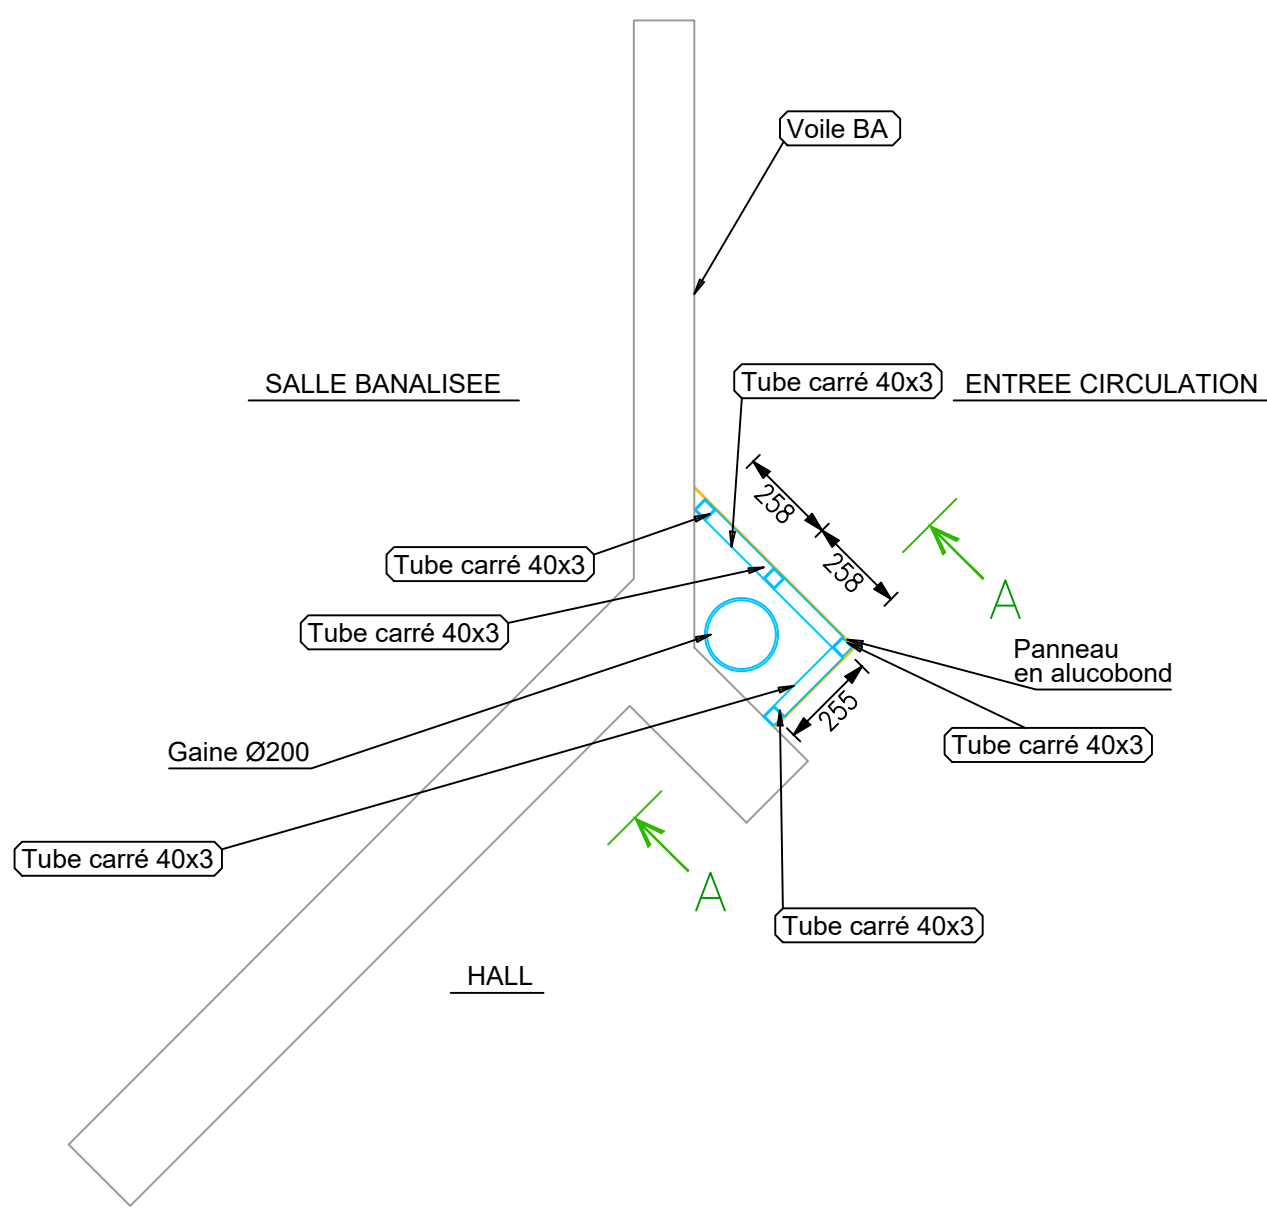 Voile BA
SALLE BANALISEE
Tube carré 40x3
ENTREE CIRCULATION
258
258
Tube carré 40x3
A
Tube carré 40x3
Panneau
en alucobond
255
Tube carré 40x3
Gaine Ø200
Tube carré 40x3
A
Tube carré 40x3
HALL